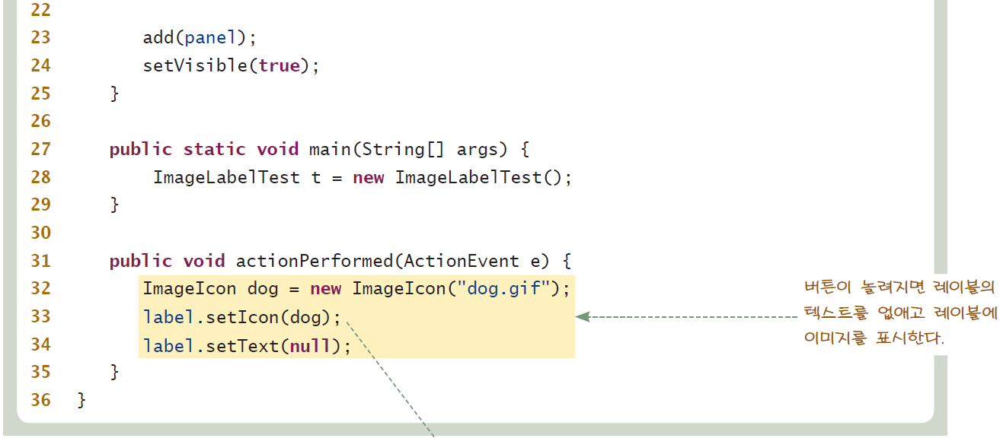 22
23 add(panel);
24 setVisible(true);
25 }
26
27 public static void main(String[] args) {
28 ImageLabelTest t = new ImageLabelTest();
29 }
30
31 public void actionPerformed(ActionEvent e) {
32 ImageIcon dog = new ImageIcon("dog.gif");
33 label.setIcon(dog);
34 label.setText(null);
35 }
36 }
버튼이 눌려지면 레이블의
텍스트를 없애고 레이블에
이미지를 표시한다.